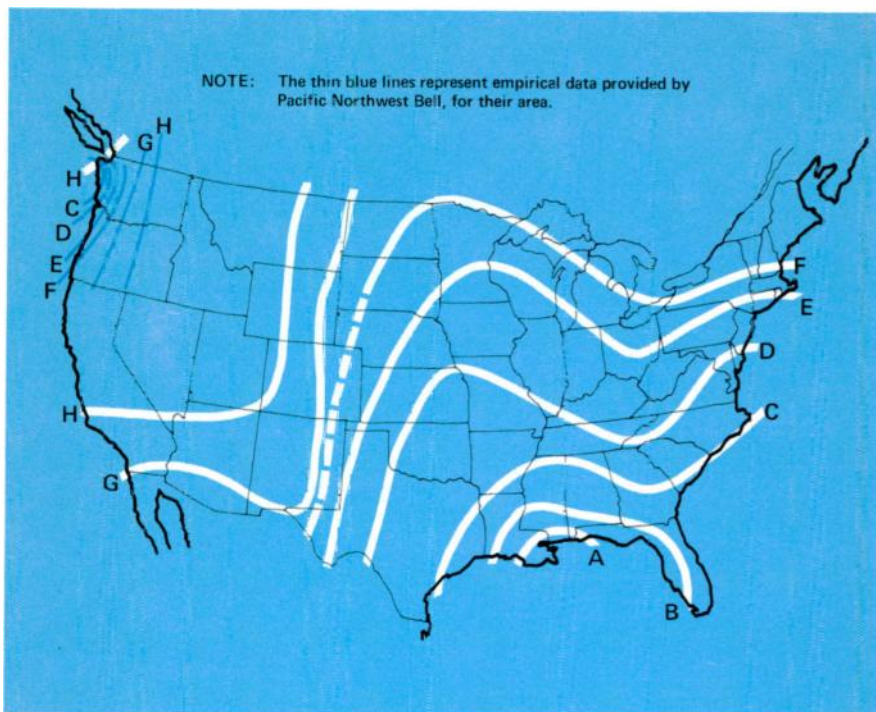 NOTE: The thin blue lines represent empirical data provided by
Pacific Northwest Bell, for their area.
H
G
H
C
D
E
F
F
E
D
H
C
G
A
B